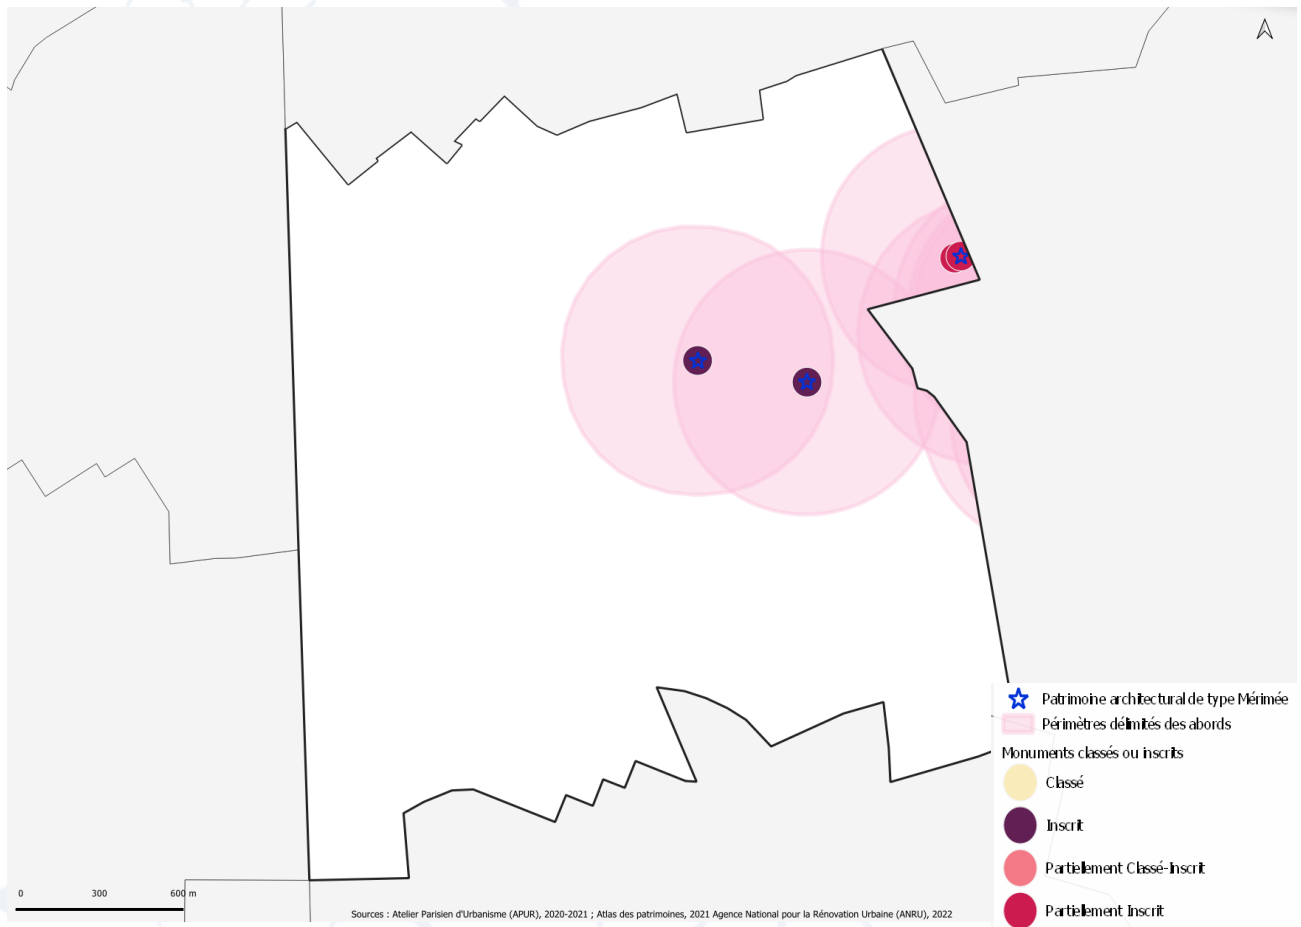 Patrimoine architectural de type Mérimée
Périmètres délimités des abords
Monuments classés ou inscrits
Classé
Inscrit
Partiellement Classé-Inscrit
Partiellement Inscrit
0 300 600 m
Sources : Atelier Parisien d'Urbanisme (APUR), 2020-2021 ; Atlas des patrimoines, 2021 Agence National pour la Rénovation Urbaine (ANRU), 2022